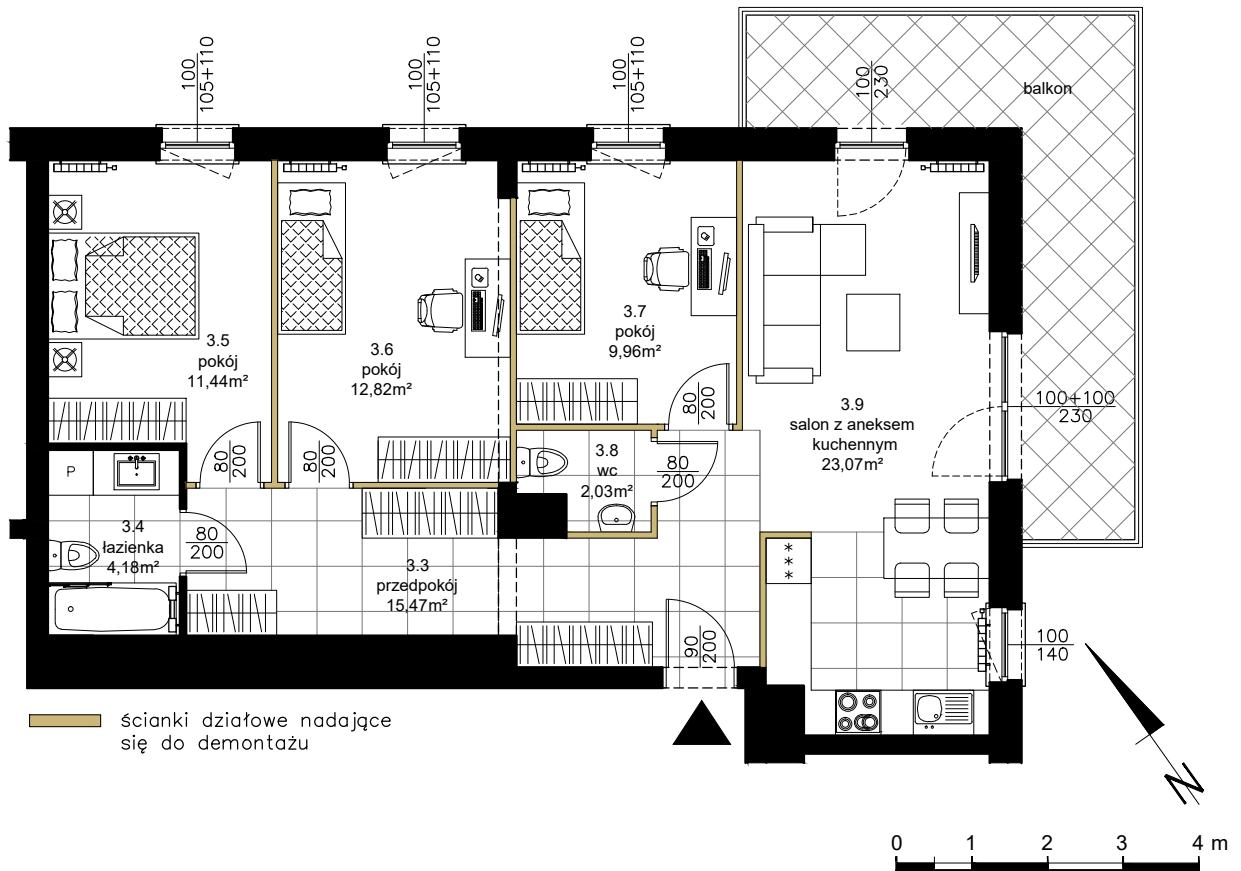 100
105+110
100
105+110
100
105+110
100
230
balkon
3.5
pokój
11,44m²
3.6
pokój
12,82m²
3.7
pokój
9,96m²
3.9
salon z aneksem
kuchennym
23,07m²
100+100
230
80
200
80
200
80
200
3.8
wc
2,03m²
80
200
P
3.4
łazienka
4,18m²
80
200
3.3
przedpokój
15,47m²
90
200
***
100
140
ścianki działowe nadające
się do demontażu
N
0 1 2 3 4 m